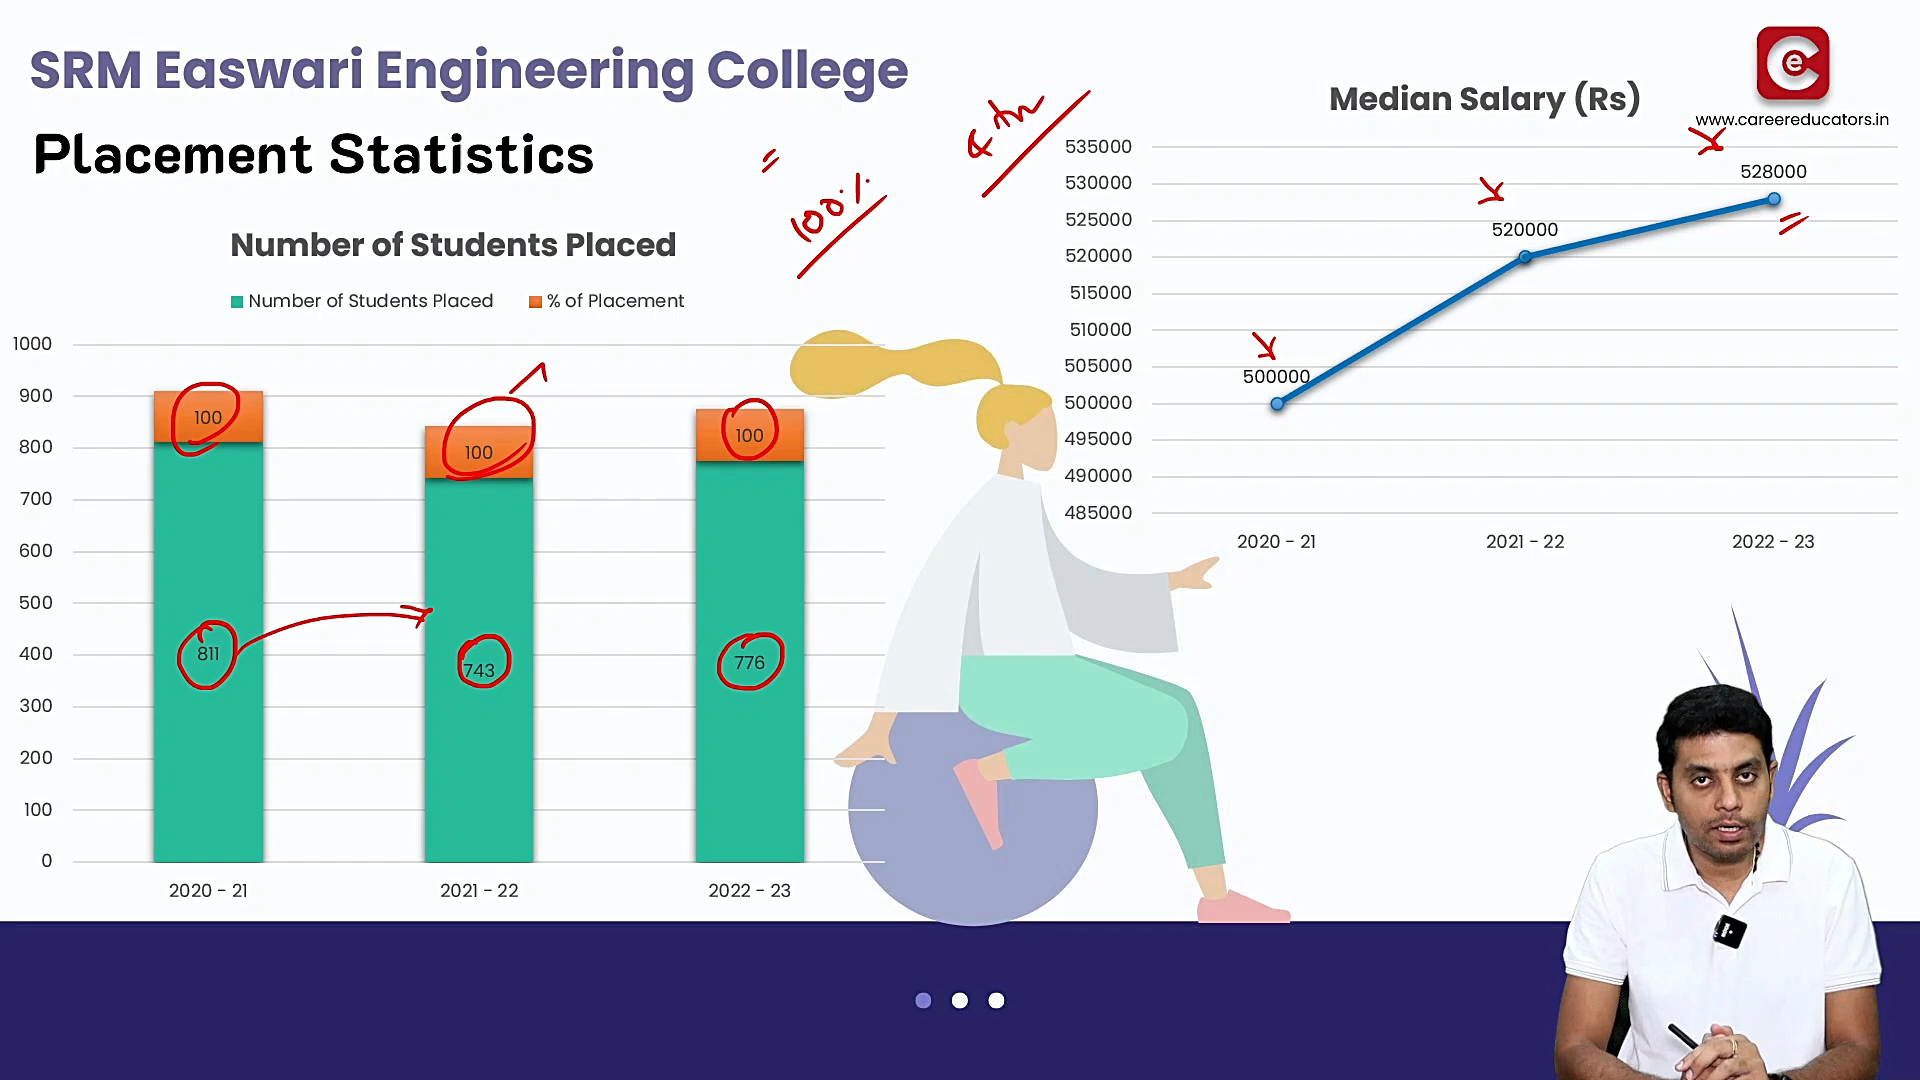 SRM Easwari Engineering College
Placement Statistics
100%
Number of Students Placed
Number of Students Placed
% of Placement
1000
900
800
700
600
500
400
300
200
100
0
100
100
100
811
743
776
2020 - 21
2021 - 22
2022 - 23
Median Salary (Rs)
e
www.careereducators.in
535000
530000
525000
520000
515000
510000
505000
500000
495000
490000
485000
500000
520000
528000
2020 - 21
2021 - 22
2022 - 23